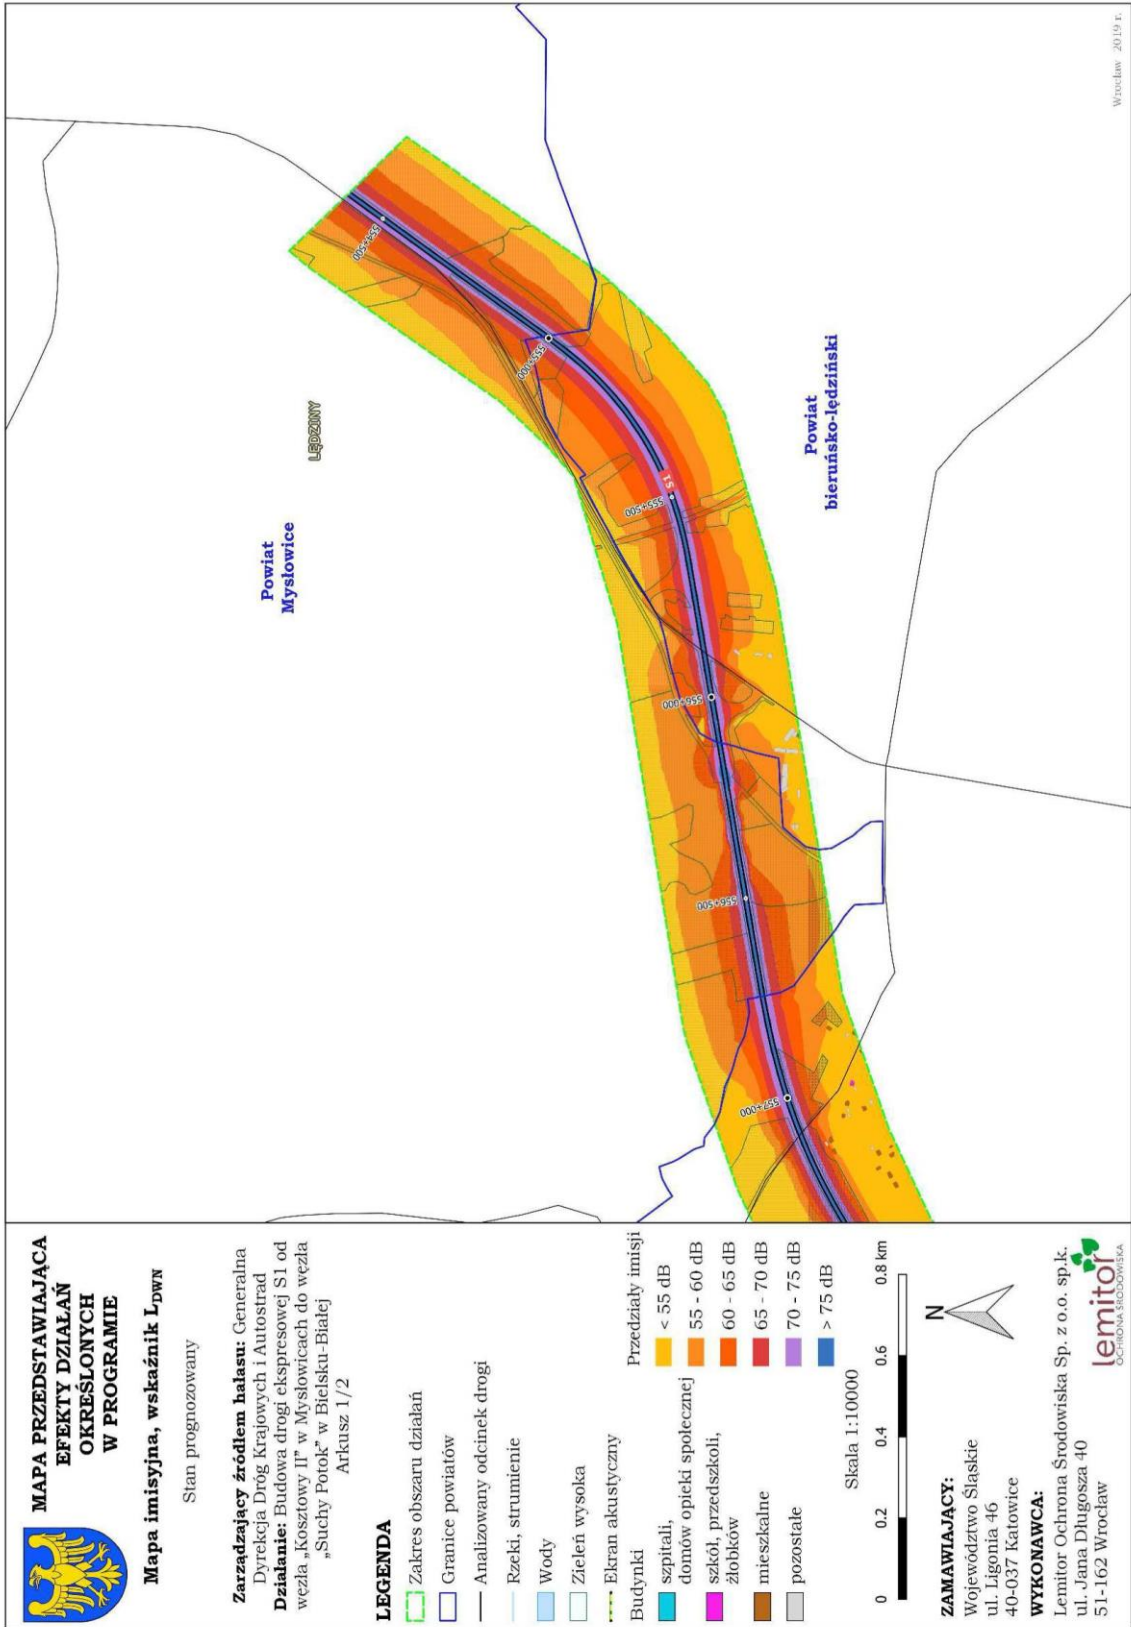 MAPA PRZEDSTAWIAJĄCA
EFEKTY DZIAŁAŃ
OKREŚLONYCH
W PROGRAMIE
Mapa imisyjna, wskaźnik LDWN
Stan prognozowany
Zarządzający źródłem hałasu: Generalna
Dyrekcja Dróg Krajowych i Autostrad
Działanie: Budowa drogi ekspresowej S1 od
węzła „Kosztowy II" w Mysłowicach do węzła
„Suchy Potok" w Bielsku-Białej
Arkusz 1/2
LEGENDA
Zakres obszaru działań
Granice powiatów
Analizowany odcinek drogi
Rzeki, strumienie
Wody
Zieleń wysoka
Ekran akustyczny
Budynki
szpitali,
domów opieki społecznej
szkół, przedszkoli,
żłobków
mieszkalne
pozostałe
Przedziały imisji
< 55 dB
55 - 60 dB
60 - 65 dB
65 - 70 dB
70 - 75 dB
> 75 dB
Skala 1:10000
0 0.2 0.4 0.6 0.8 km
N
ZAMAWIAJĄCY:
Województwo Śląskie
ul. Ligonia 46
40-037 Katowice
WYKONAWCA:
Lemitor Ochrona Środowiska Sp. z o.o. sp.k.
ul. Jana Długosza 40
51-162 Wrocław
lemitor
OCHRONA ŚRODOWISKA
Powiat
Mysłowice
LĘDZINY
Powiat
bieruńsko-lędziński
554+500
555+000
555+500
S1
556+000
556+500
557+000
Wrocław 2019 r.